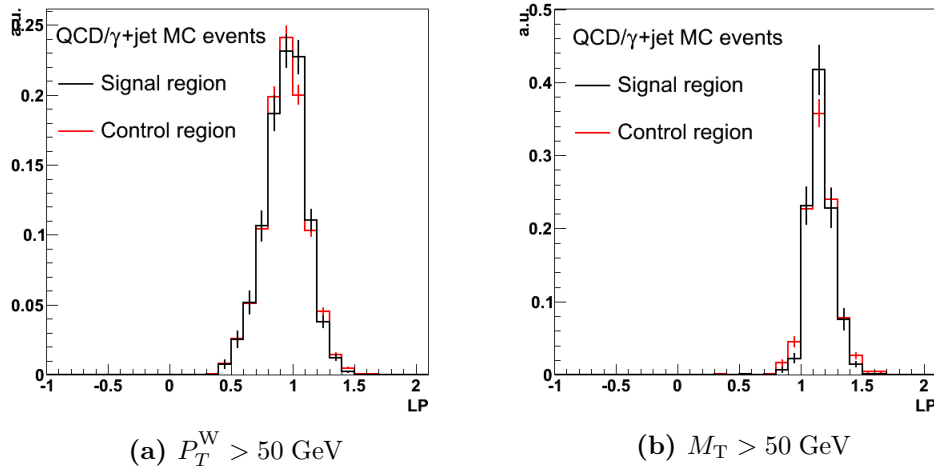 a.u.
0.25
0.2
0.15
0.1
0.05
0
-1
-0.5
0
0.5
1
1.5
2
LP
QCD/γ+jet MC events
Signal region
Control region
(a) P_T^W > 50 GeV
a.u.
0.5
0.4
0.3
0.2
0.1
0
-1
-0.5
0
0.5
1
1.5
2
LP
QCD/γ+jet MC events
Signal region
Control region
(b) M_T > 50 GeV